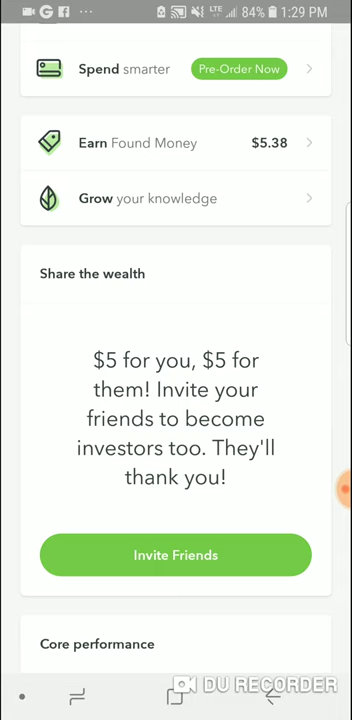 LTE 84% 1:29 PM
Spend smarter Pre-Order Now
Earn Found Money $5.38
Grow your knowledge
Share the wealth
$5 for you, $5 for
them! Invite your
friends to become
investors too. They'll
thank you!
Invite Friends
Core performance
DU RECORDER